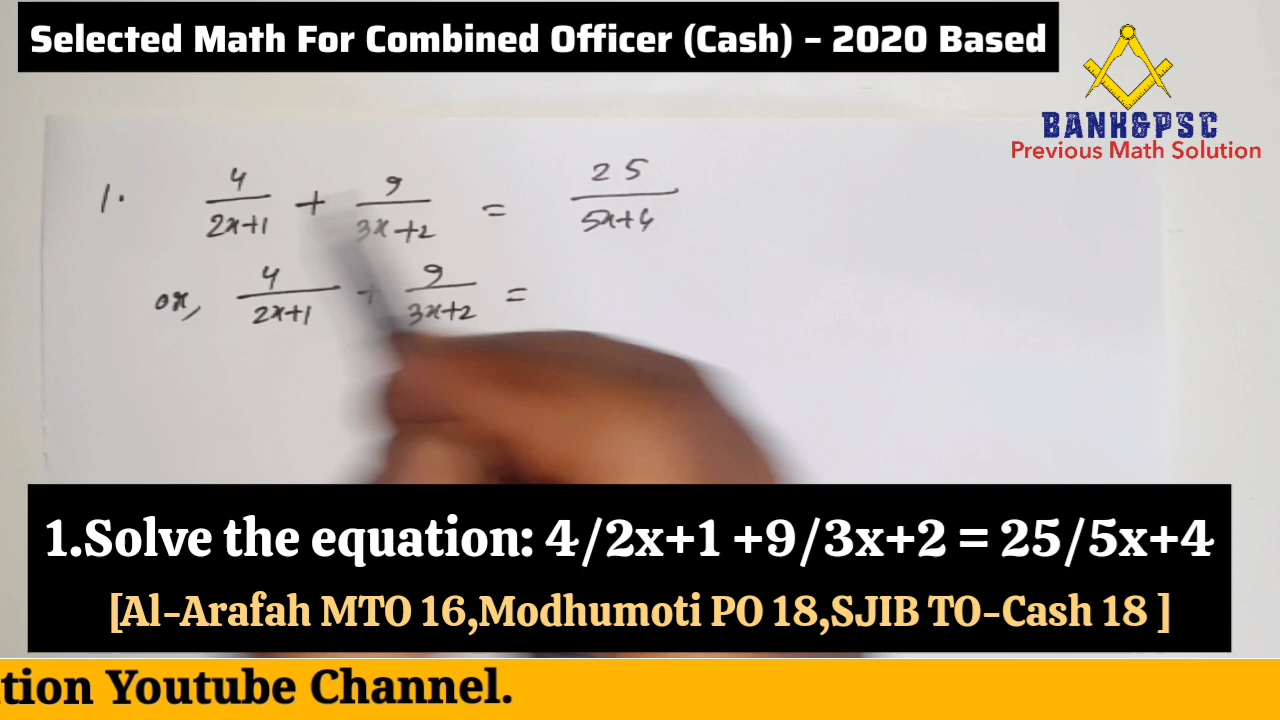 Selected Math For Combined Officer (Cash) – 2020 Based
BANK&PSC
Previous Math Solution
1. 4/2x+1 + 9/3x+2 = 25/5x+4
or, 4/2x+1 + 9/3x+2 =
1.Solve the equation: 4/2x+1 +9/3x+2 = 25/5x+4
[Al-Arafah MTO 16,Modhumoti PO 18,SJIB TO-Cash 18 ]
tion Youtube Channel.